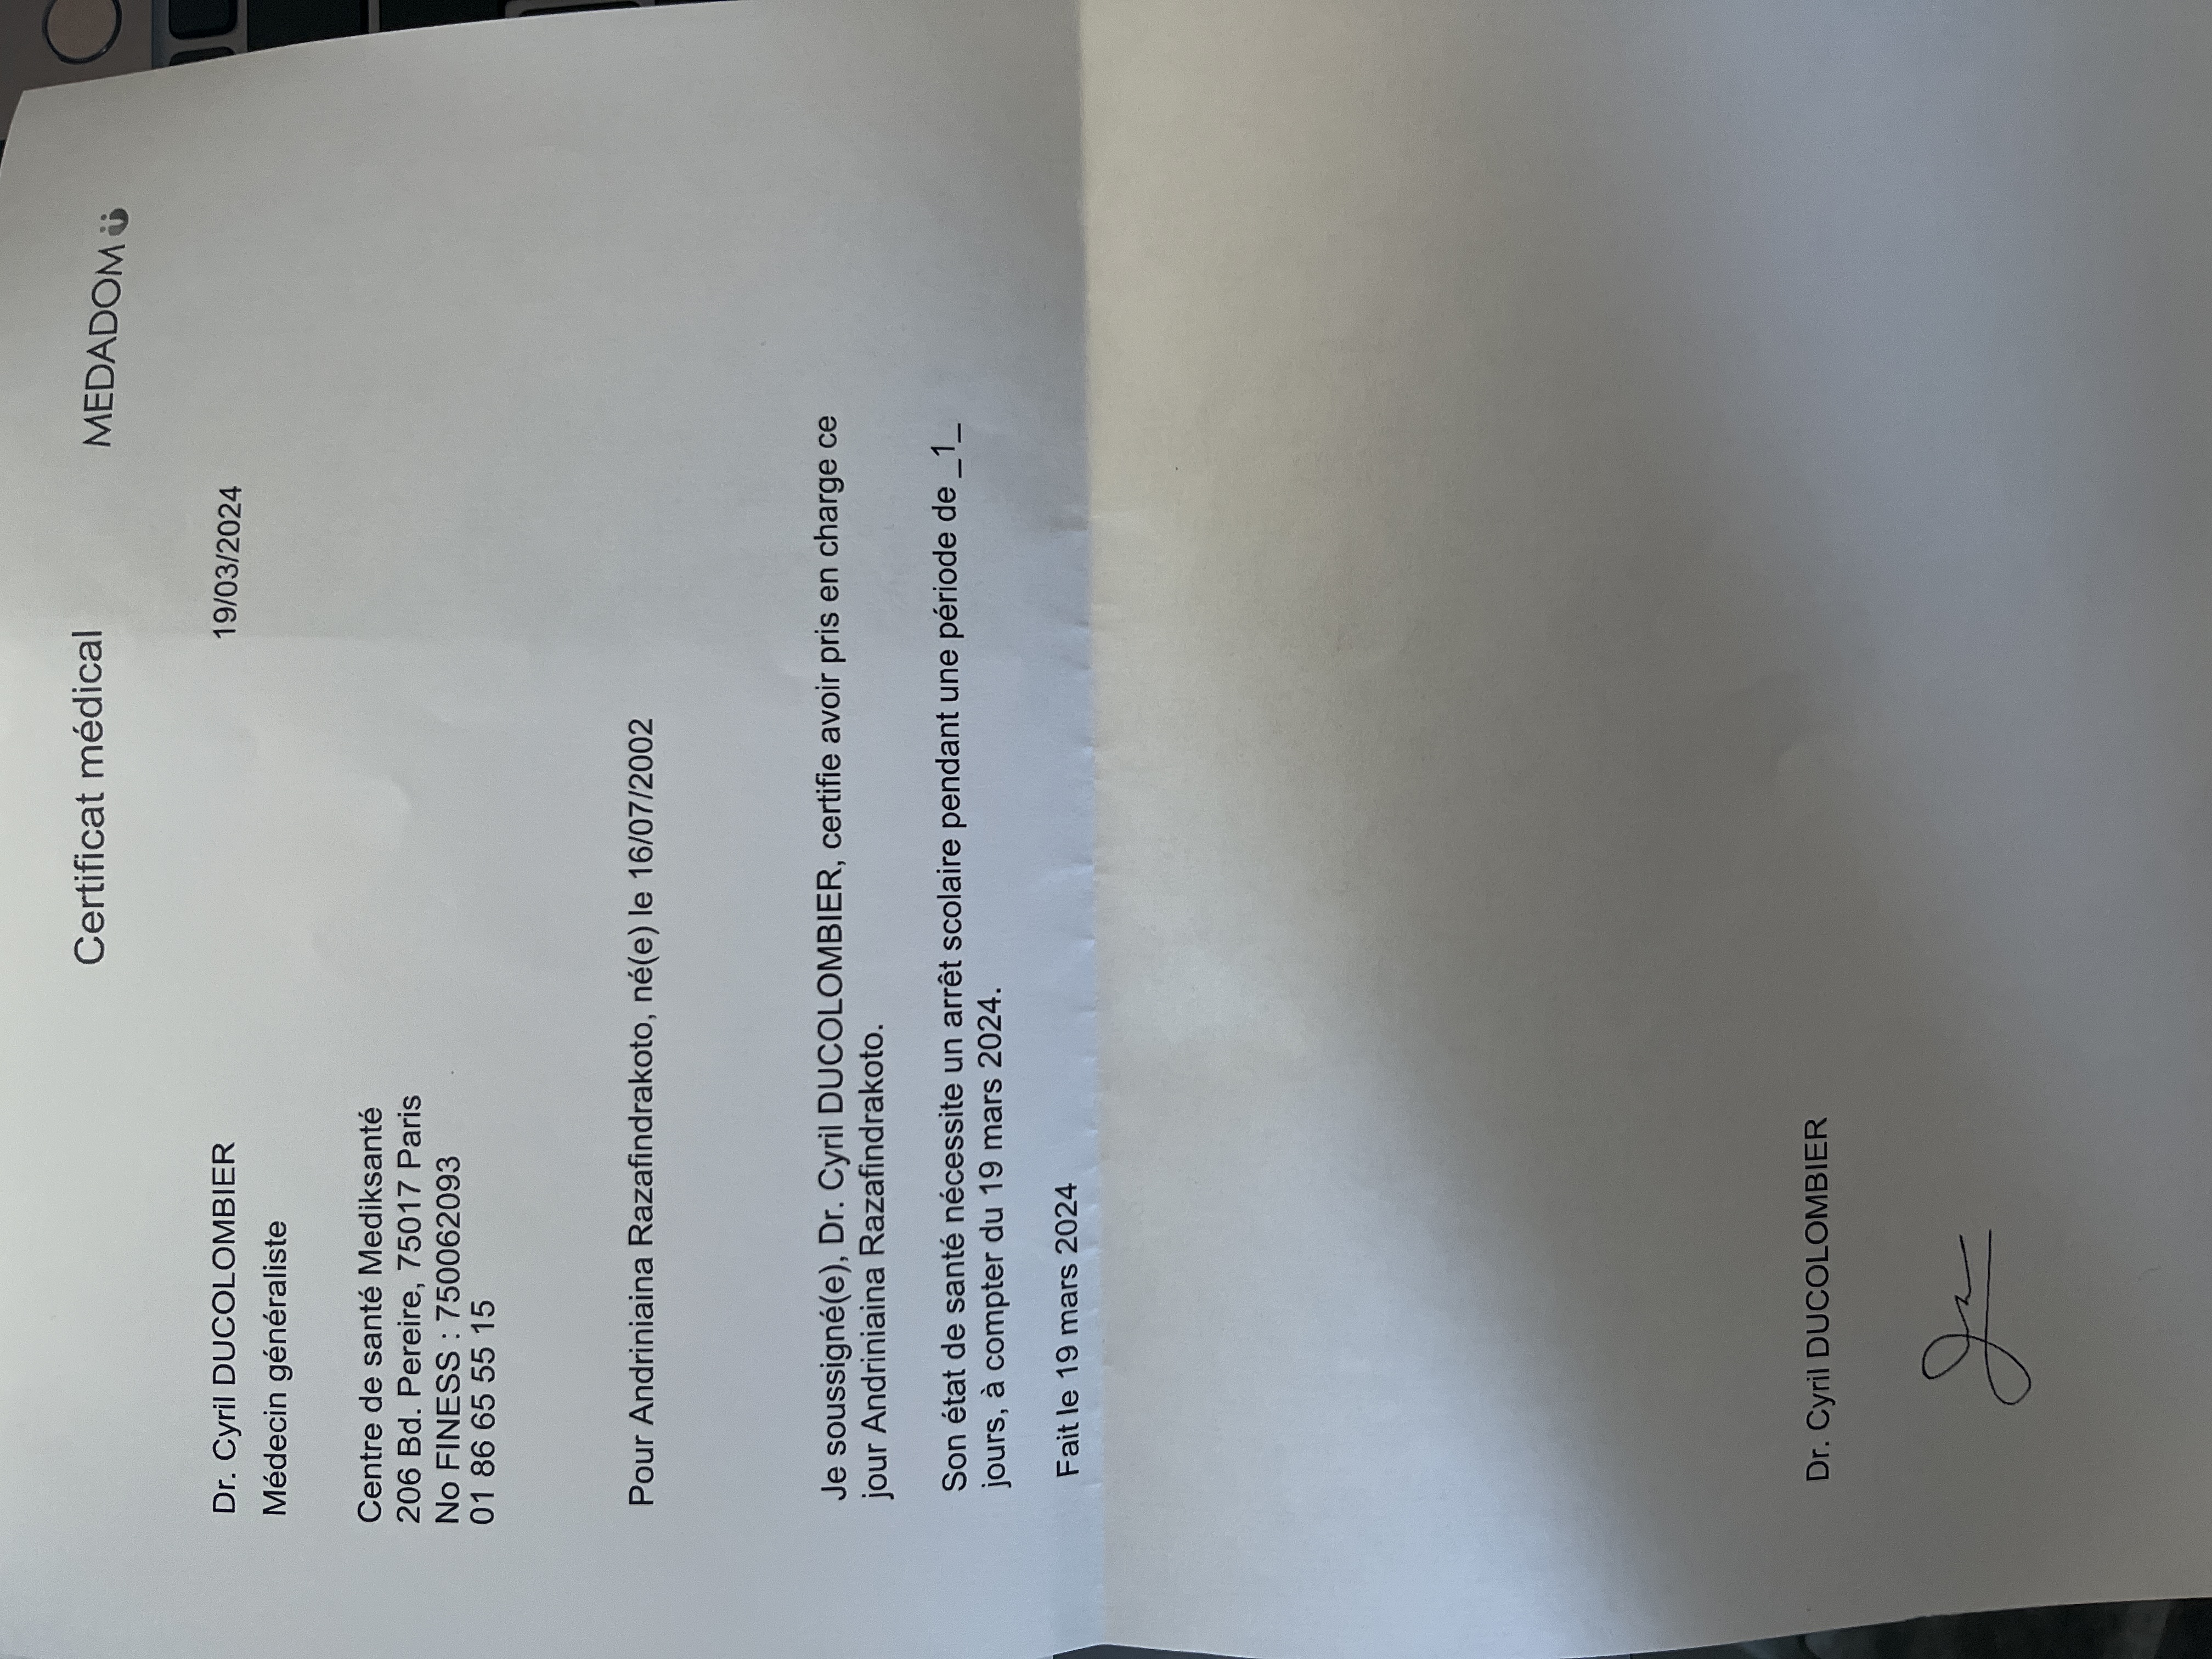 Certificat médical
MEDADOM
Dr. Cyril DUCOLOMBIER
19/03/2024
Médecin généraliste
Centre de santé Mediksanté
206 Bd. Pereire, 75017 Paris
No FINESS : 750062093
01 86 65 55 15
Pour Andriniaina Razafindrakoto, né(e) le 16/07/2002
Je soussigné(e), Dr. Cyril DUCOLOMBIER, certifie avoir pris en charge ce
jour Andriniaina Razafindrakoto.
Son état de santé nécessite un arrêt scolaire pendant une période de _1_
jours, à compter du 19 mars 2024.
Fait le 19 mars 2024
Dr. Cyril DUCOLOMBIER